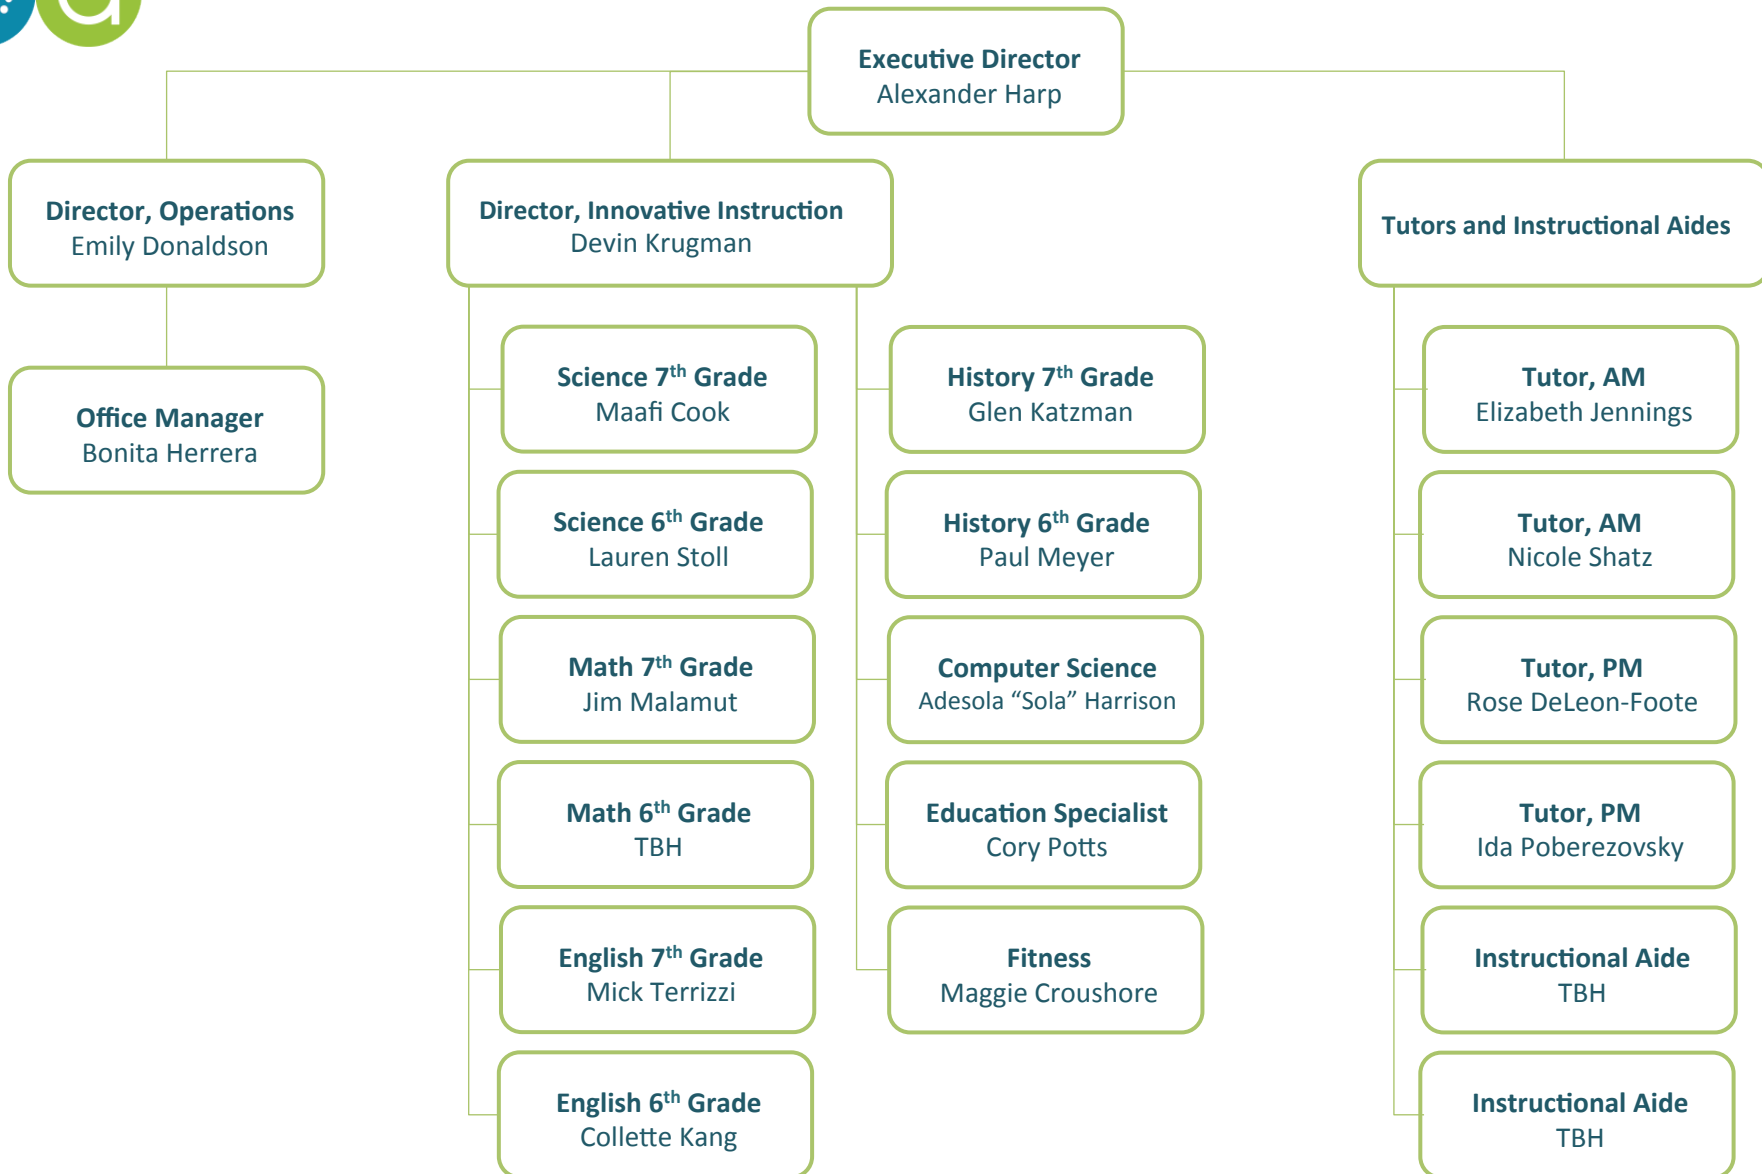 Executive Director
Alexander Harp
Director, Operations
Emily Donaldson
Director, Innovative Instruction
Devin Krugman
Tutors and Instructional Aides
Office Manager
Bonita Herrera
Science 7th Grade
Maafi Cook
Science 6th Grade
Lauren Stoll
Math 7th Grade
Jim Malamut
Math 6th Grade
TBH
English 7th Grade
Mick Terrizzi
English 6th Grade
Collette Kang
History 7th Grade
Glen Katzman
History 6th Grade
Paul Meyer
Computer Science
Adesola “Sola” Harrison
Education Specialist
Cory Potts
Fitness
Maggie Croushore
Tutor, AM
Elizabeth Jennings
Tutor, AM
Nicole Shatz
Tutor, PM
Rose DeLeon-Foote
Tutor, PM
Ida Poberezovsky
Instructional Aide
TBH
Instructional Aide
TBH